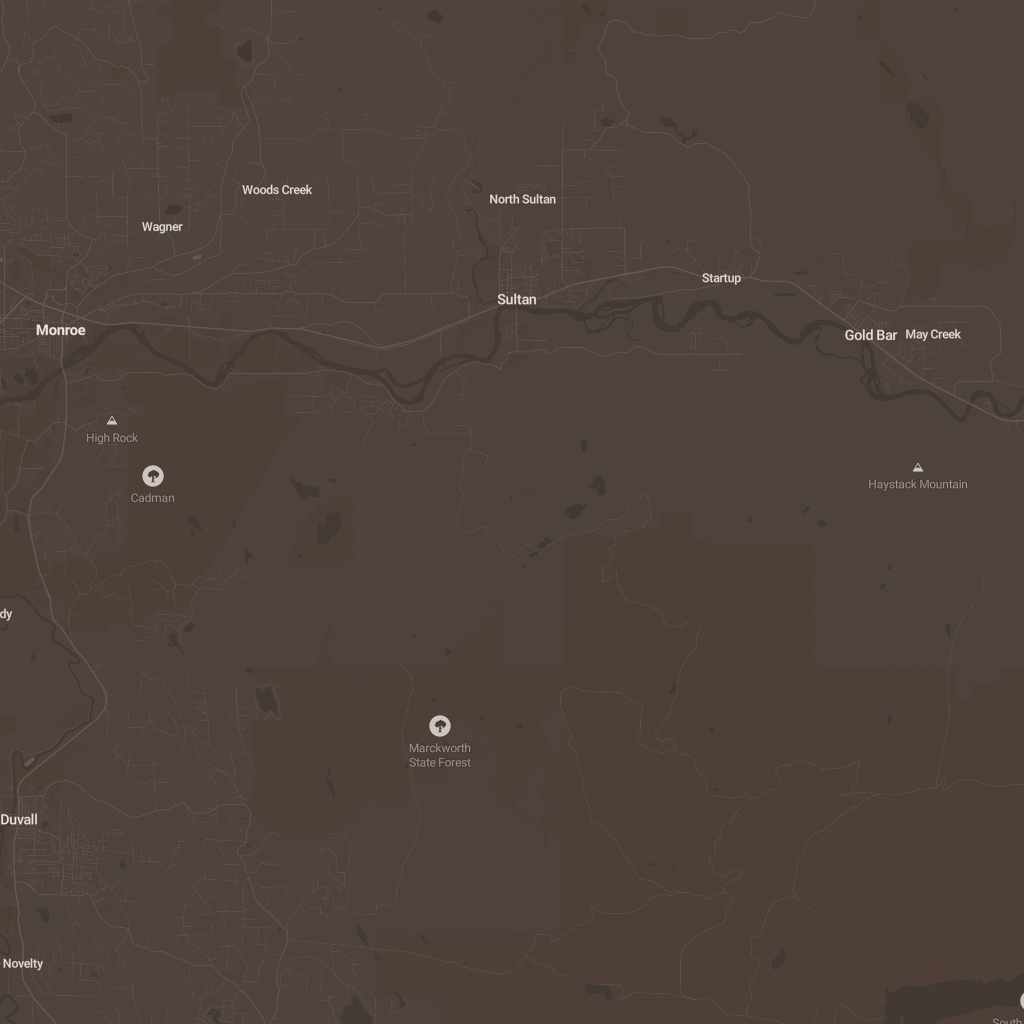 Woods Creek
North Sultan
Wagner
Startup
Sultan
Monroe
Gold Bar
May Creek
High Rock
Haystack Mountain
Cadman
dy
Marckworth
State Forest
Duvall
Novelty
South